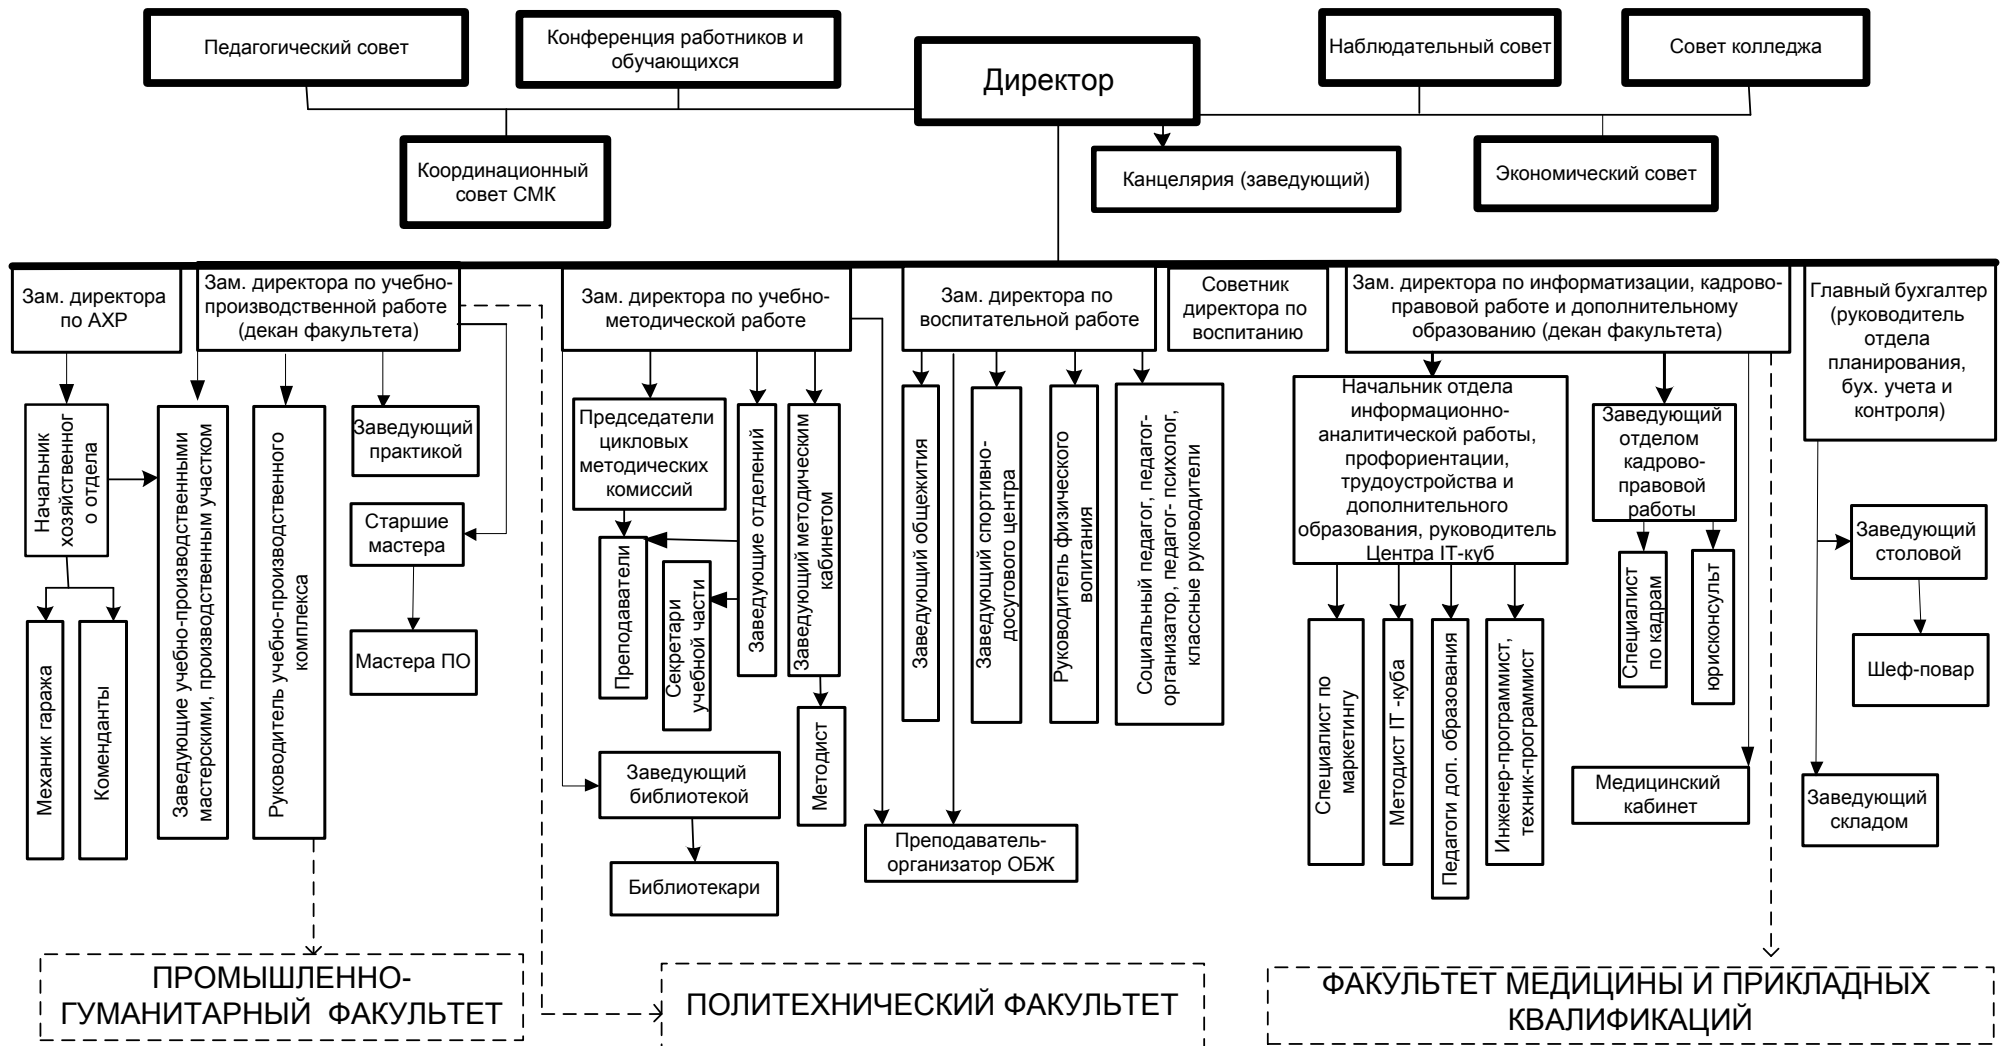 Педагогический совет
Конференция работников и
обучающихся
Директор
Наблюдательный совет
Совет колледжа
Координационный
совет СМК
Канцелярия (заведующий)
Экономический совет
Зам. директора
по АХР
Зам. директора по учебно-
производственной работе
(декан факультета)
Зам. директора по учебно-
методической работе
Зам. директора по
воспитательной работе
Советник
директора по
воспитанию
Зам. директора по информатизации, кадрово-
правовой работе и дополнительному
образованию (декан факультета)
Главный бухгалтер
(руководитель
отдела
планирования,
бух. учета и
контроля)
Начальник
хозяйственног
о отдела
Механик гаража
Коменданты
Заведующие учебно-производственными
мастерскими, производственным участком
Руководитель учебно-производственного
комплекса
Заведующий
практикой
Старшие
мастера
Мастера ПО
Председатели
цикловых
методических
комиссий
Преподаватели
Секретари
учебной части
Заведующие отделений
Заведующий методическим
кабинетом
Методист
Заведующий
библиотекой
Библиотекари
Заведующий общежития
Заведующий спортивно-
досугового центра
Руководитель физического
вопитания
Социальный педагог, педагог-
организатор, педагог- психолог,
классные руководители
Преподаватель-
организатор ОБЖ
Начальник отдела
информационно-
аналитической работы,
профориентации,
трудоустройства и
дополнительного
образования, руководитель
Центра IT-куб
Специалист по
маркетингу
Методист IT -куба
Педагоги доп. образования
Инженер-программист,
техник-программист
Заведующий
отделом
кадрово-
правовой
работы
Специалист
по кадрам
юрисконсульт
Медицинский
кабинет
Заведующий
столовой
Шеф-повар
Заведующий
складом
ПРОМЫШЛЕННО-
ГУМАНИТАРНЫЙ ФАКУЛЬТЕТ
ПОЛИТЕХНИЧЕСКИЙ ФАКУЛЬТЕТ
ФАКУЛЬТЕТ МЕДИЦИНЫ И ПРИКЛАДНЫХ
КВАЛИФИКАЦИЙ